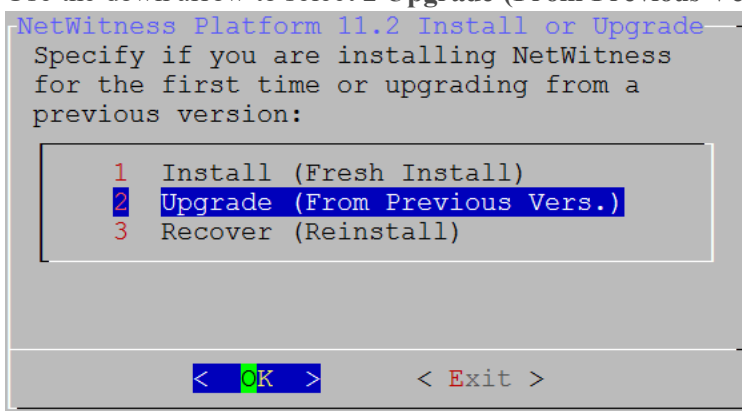 NetWitness Platform 11.2 Install or Upgrade
Specify if you are installing NetWitness
for the first time or upgrading from a
previous version:
1 Install (Fresh Install)
2 Upgrade (From Previous Vers.)
3 Recover (Reinstall)
< OK > < Exit >